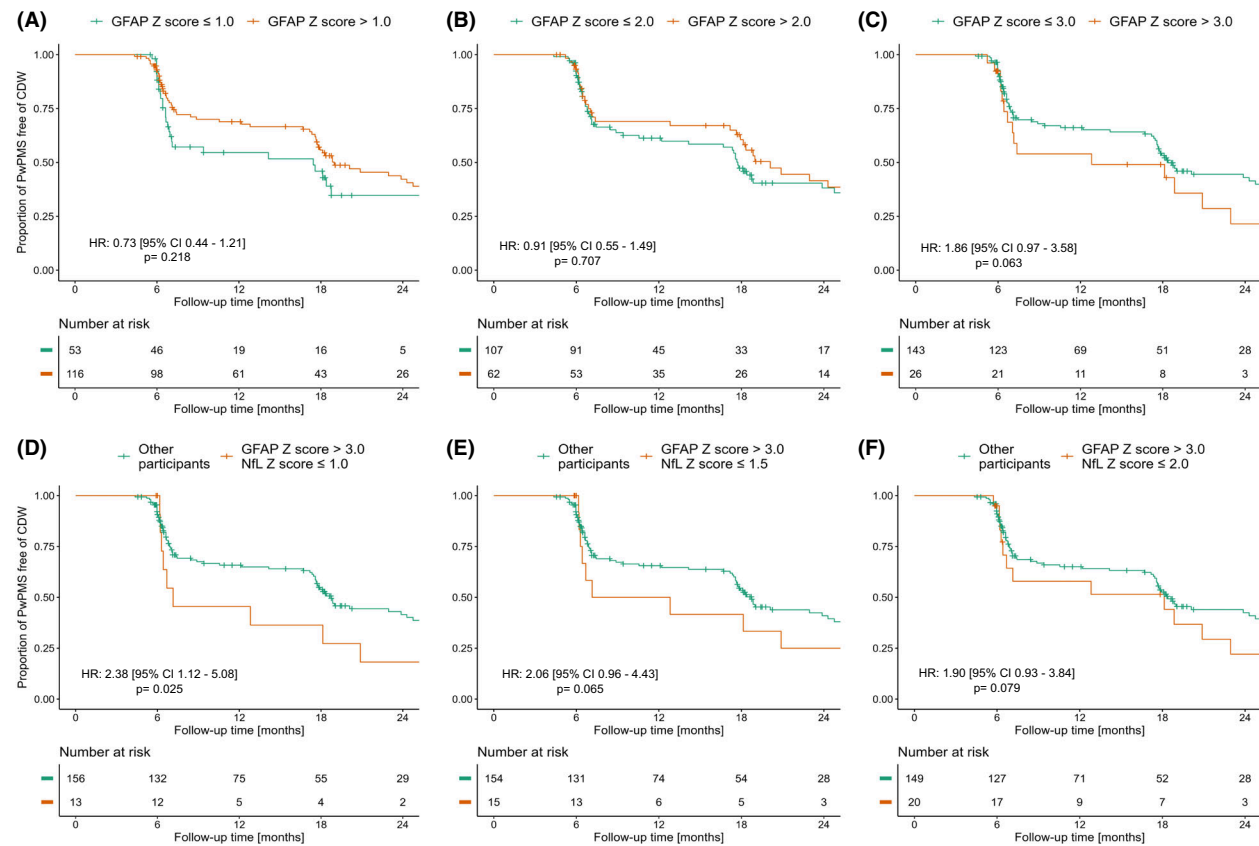 (A) GFAP Z score ≤ 1.0 GFAP Z score > 1.0
Proportion of PwPMS free of CDW
1.00
0.75
0.50
0.25
0.00
HR: 0.73 [95% CI 0.44 - 1.21]
p= 0.218
0 6 12 18 24
Follow-up time [months]
Number at risk
53 46 19 16 5
116 98 61 43 26
0 6 12 18 24
Follow-up time [months]
(B) GFAP Z score ≤ 2.0 GFAP Z score > 2.0
1.00
0.75
0.50
0.25
0.00
HR: 0.91 [95% CI 0.55 - 1.49]
p= 0.707
0 6 12 18 24
Follow-up time [months]
Number at risk
107 91 45 33 17
62 53 35 26 14
0 6 12 18 24
Follow-up time [months]
(C) GFAP Z score ≤ 3.0 GFAP Z score > 3.0
1.00
0.75
0.50
0.25
0.00
HR: 1.86 [95% CI 0.97 - 3.58]
p= 0.063
0 6 12 18 24
Follow-up time [months]
Number at risk
143 123 69 51 28
26 21 11 8 3
0 6 12 18 24
Follow-up time [months]
(D) Other GFAP Z score > 3.0
participants NfL Z score ≤ 1.0
Proportion of PwPMS free of CDW
1.00
0.75
0.50
0.25
0.00
HR: 2.38 [95% CI 1.12 - 5.08]
p= 0.025
0 6 12 18 24
Follow-up time [months]
Number at risk
156 132 75 55 29
13 12 5 4 2
0 6 12 18 24
Follow-up time [months]
(E) Other GFAP Z score > 3.0
participants NfL Z score ≤ 1.5
1.00
0.75
0.50
0.25
0.00
HR: 2.06 [95% CI 0.96 - 4.43]
p= 0.065
0 6 12 18 24
Follow-up time [months]
Number at risk
154 131 74 54 28
15 13 6 5 3
0 6 12 18 24
Follow-up time [months]
(F) Other GFAP Z score > 3.0
participants NfL Z score ≤ 2.0
1.00
0.75
0.50
0.25
0.00
HR: 1.90 [95% CI 0.93 - 3.84]
p= 0.079
0 6 12 18 24
Follow-up time [months]
Number at risk
149 127 71 52 28
20 17 9 7 3
0 6 12 18 24
Follow-up time [months]